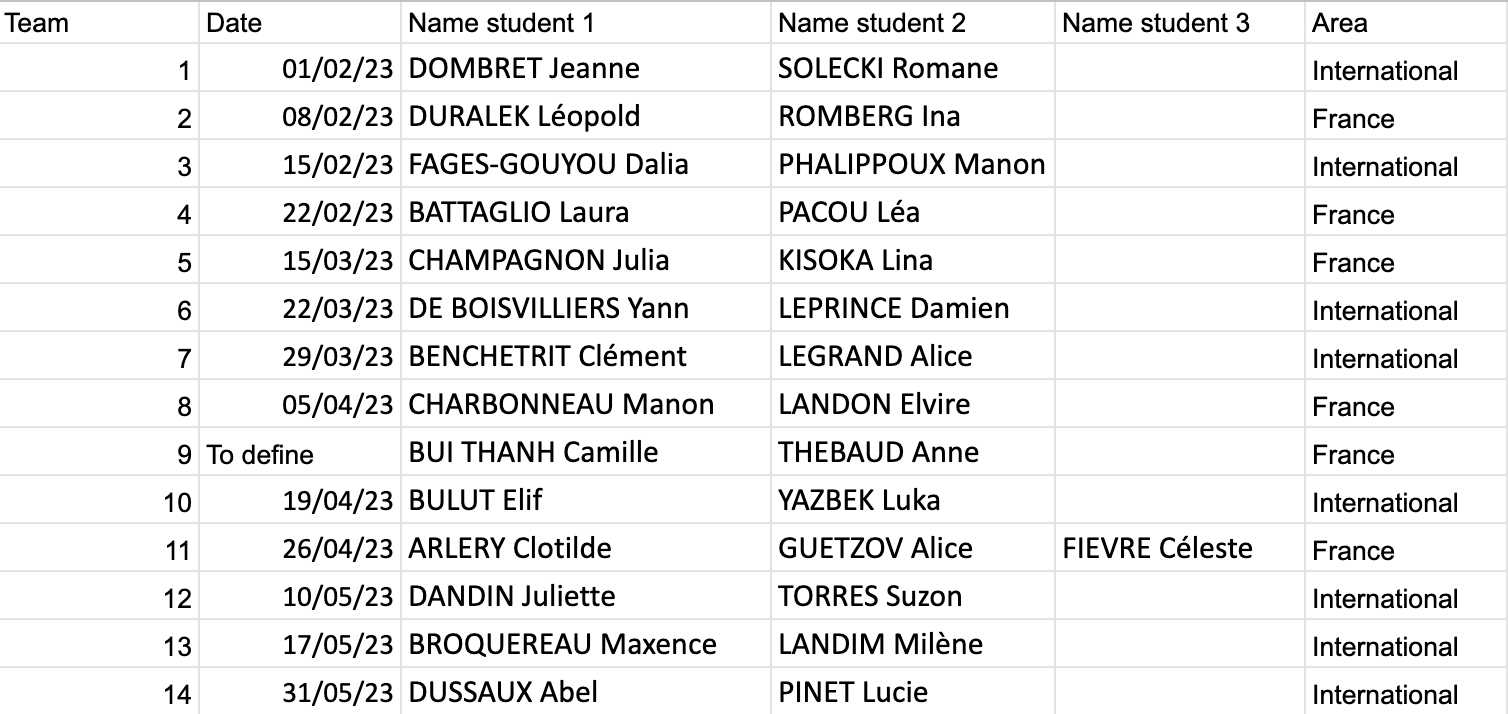 Team Date Name student 1 Name student 2 Name student 3 Area
1 01/02/23 DOMBRET Jeanne SOLECKI Romane International
2 08/02/23 DURALEK Léopold ROMBERG Ina France
3 15/02/23 FAGES-GOUYOU Dalia PHALIPPOUX Manon International
4 22/02/23 BATTAGLIO Laura PACOU Léa France
5 15/03/23 CHAMPAGNON Julia KISOKA Lina France
6 22/03/23 DE BOISVILLIERS Yann LEPRINCE Damien International
7 29/03/23 BENCHETRIT Clément LEGRAND Alice International
8 05/04/23 CHARBONNEAU Manon LANDON Elvire France
9 To define BUI THANH Camille THEBAUD Anne France
10 19/04/23 BULUT Elif YAZBEK Luka International
11 26/04/23 ARLERY Clotilde GUETZOV Alice FIEVRE Céleste France
12 10/05/23 DANDIN Juliette TORRES Suzon International
13 17/05/23 BROQUEREAU Maxence LANDIM Milène International
14 31/05/23 DUSSAUX Abel PINET Lucie International